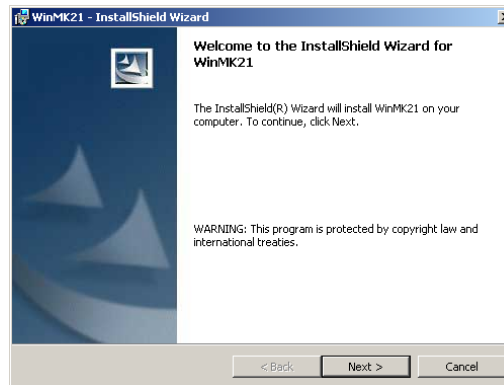 WinMK21 - InstallShield Wizard
Welcome to the InstallShield Wizard for
WinMK21
The InstallShield(R) Wizard will install WinMK21 on your
computer. To continue, click Next.
WARNING: This program is protected by copyright law and
international treaties.
< Back Next > Cancel